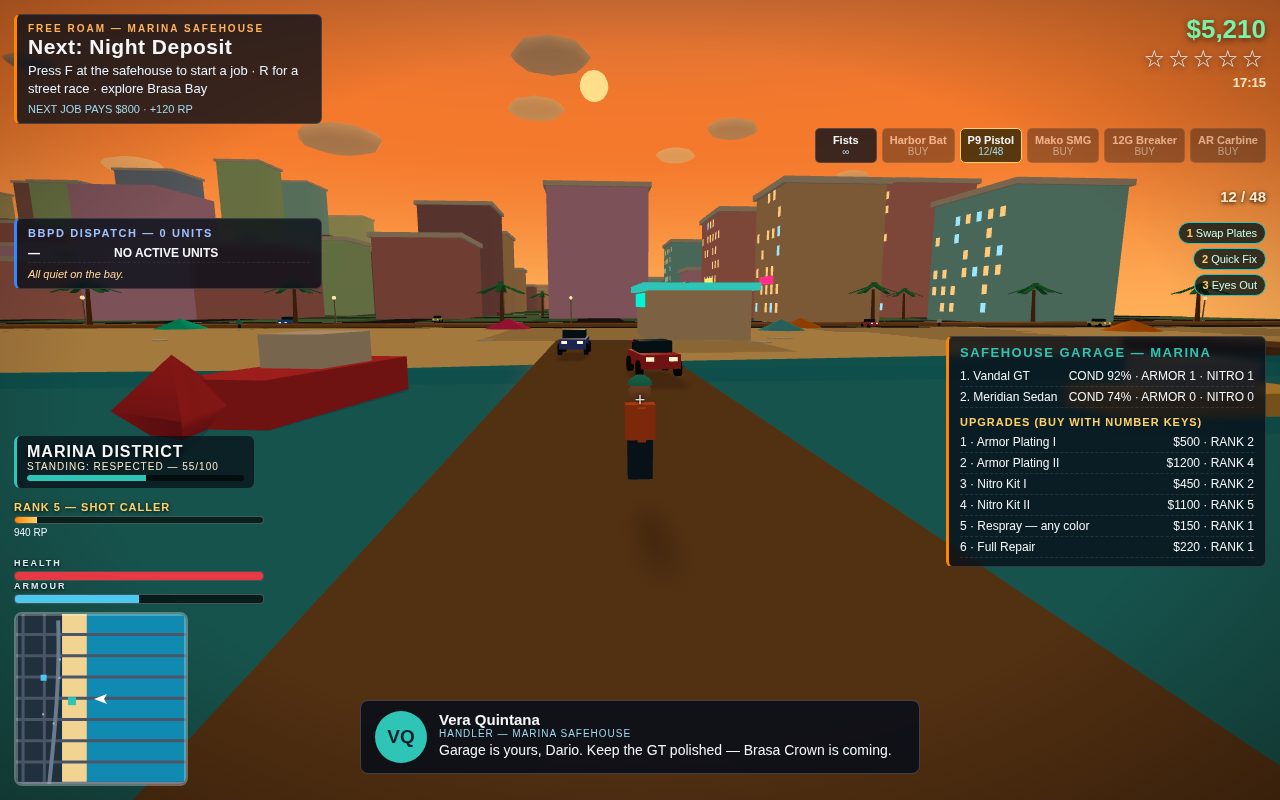 FREE ROAM — MARINA SAFEHOUSE
Next: Night Deposit
Press F at the safehouse to start a job · R for a
street race · explore Brasa Bay
NEXT JOB PAYS $800 · +120 RP
$5,210
☆☆☆☆☆
17:15
Fists
∞
Harbor Bat
BUY
P9 Pistol
12/48
Mako SMG
BUY
12G Breaker
BUY
AR Carbine
BUY
12 / 48
1 Swap Plates
2 Quick Fix
3 Eyes Out
BBPD DISPATCH — 0 UNITS
— NO ACTIVE UNITS
All quiet on the bay.
SAFEHOUSE GARAGE — MARINA
1. Vandal GT COND 92% · ARMOR 1 · NITRO 1
2. Meridian Sedan COND 74% · ARMOR 0 · NITRO 0
UPGRADES (BUY WITH NUMBER KEYS)
1 · Armor Plating I $500 · RANK 2
2 · Armor Plating II $1200 · RANK 4
3 · Nitro Kit I $450 · RANK 2
4 · Nitro Kit II $1100 · RANK 5
5 · Respray — any color $150 · RANK 1
6 · Full Repair $220 · RANK 1
MARINA DISTRICT
STANDING: RESPECTED — 55/100
RANK 5 — SHOT CALLER
940 RP
HEALTH
ARMOUR
VQ
Vera Quintana
HANDLER — MARINA SAFEHOUSE
Garage is yours, Dario. Keep the GT polished — Brasa Crown is coming.